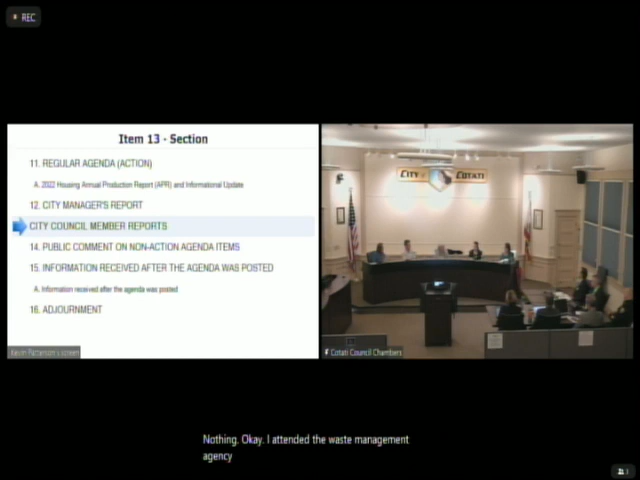 REC
Item 13 - Section
11. REGULAR AGENDA (ACTION)
A. 2022 Housing Annual Production Report (APR) and Informational Update
12. CITY MANAGER'S REPORT
CITY COUNCIL MEMBER REPORTS
14. PUBLIC COMMENT ON NON-ACTION AGENDA ITEMS
15. INFORMATION RECEIVED AFTER THE AGENDA WAS POSTED
A. Information received after the agenda was posted
16. ADJOURNMENT
Kevin Patterson's screen
CITY OF COTATI
Cotati Council Chambers
Nothing. Okay. I attended the waste management
agency
3